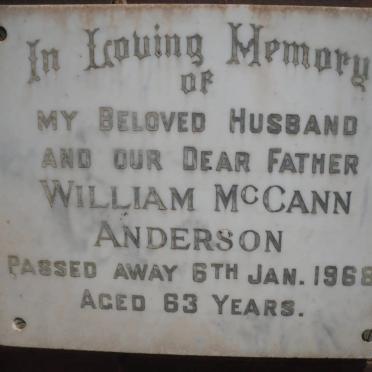 In Loving Memory
OF
MY BELOVED HUSBAND
AND OUR DEAR FATHER
WILLIAM MCCANN
ANDERSON
PASSED AWAY 6TH JAN. 1968
AGED 63 YEARS.